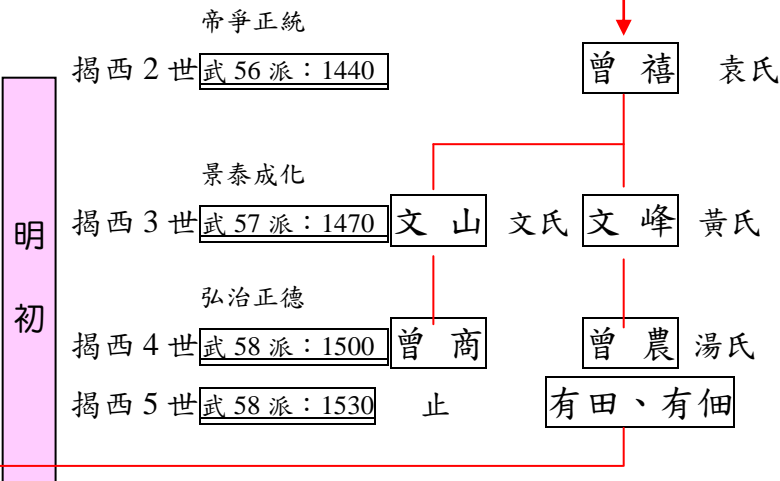 帝爭正統
揭西 2 世 武 56 派：1440 曾 禧 袁氏
景泰成化
揭西 3 世 武 57 派：1470 文 山 文氏 文 峰 黃氏
明初
弘治正德
揭西 4 世 武 58 派：1500 曾 商 曾 農 湯氏
揭西 5 世 武 58 派：1530 止 有田、有佃